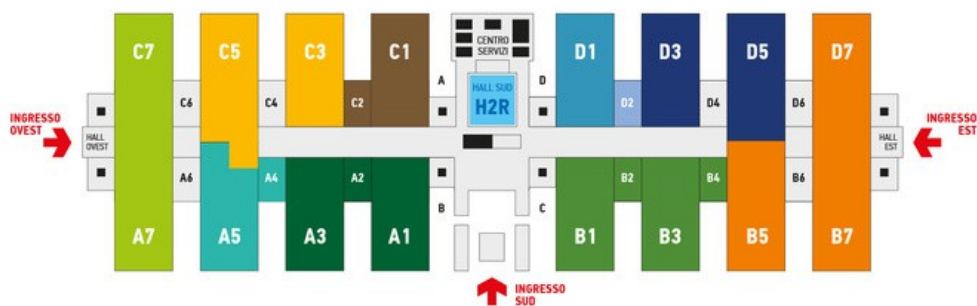 C7
C5
C3
C1
CENTRO
SERVIZI
D1
D3
D5
D7
C6
C4
C2
A
D
HALL SUD
H2R
D2
D4
D6
INGRESSO
OVEST
HALL
OVEST
HALL
EST
INGRESSO
EST
A6
A4
A2
B
C
B2
B4
B6
A7
A5
A3
A1
B1
B3
B5
B7
INGRESSO
SUD